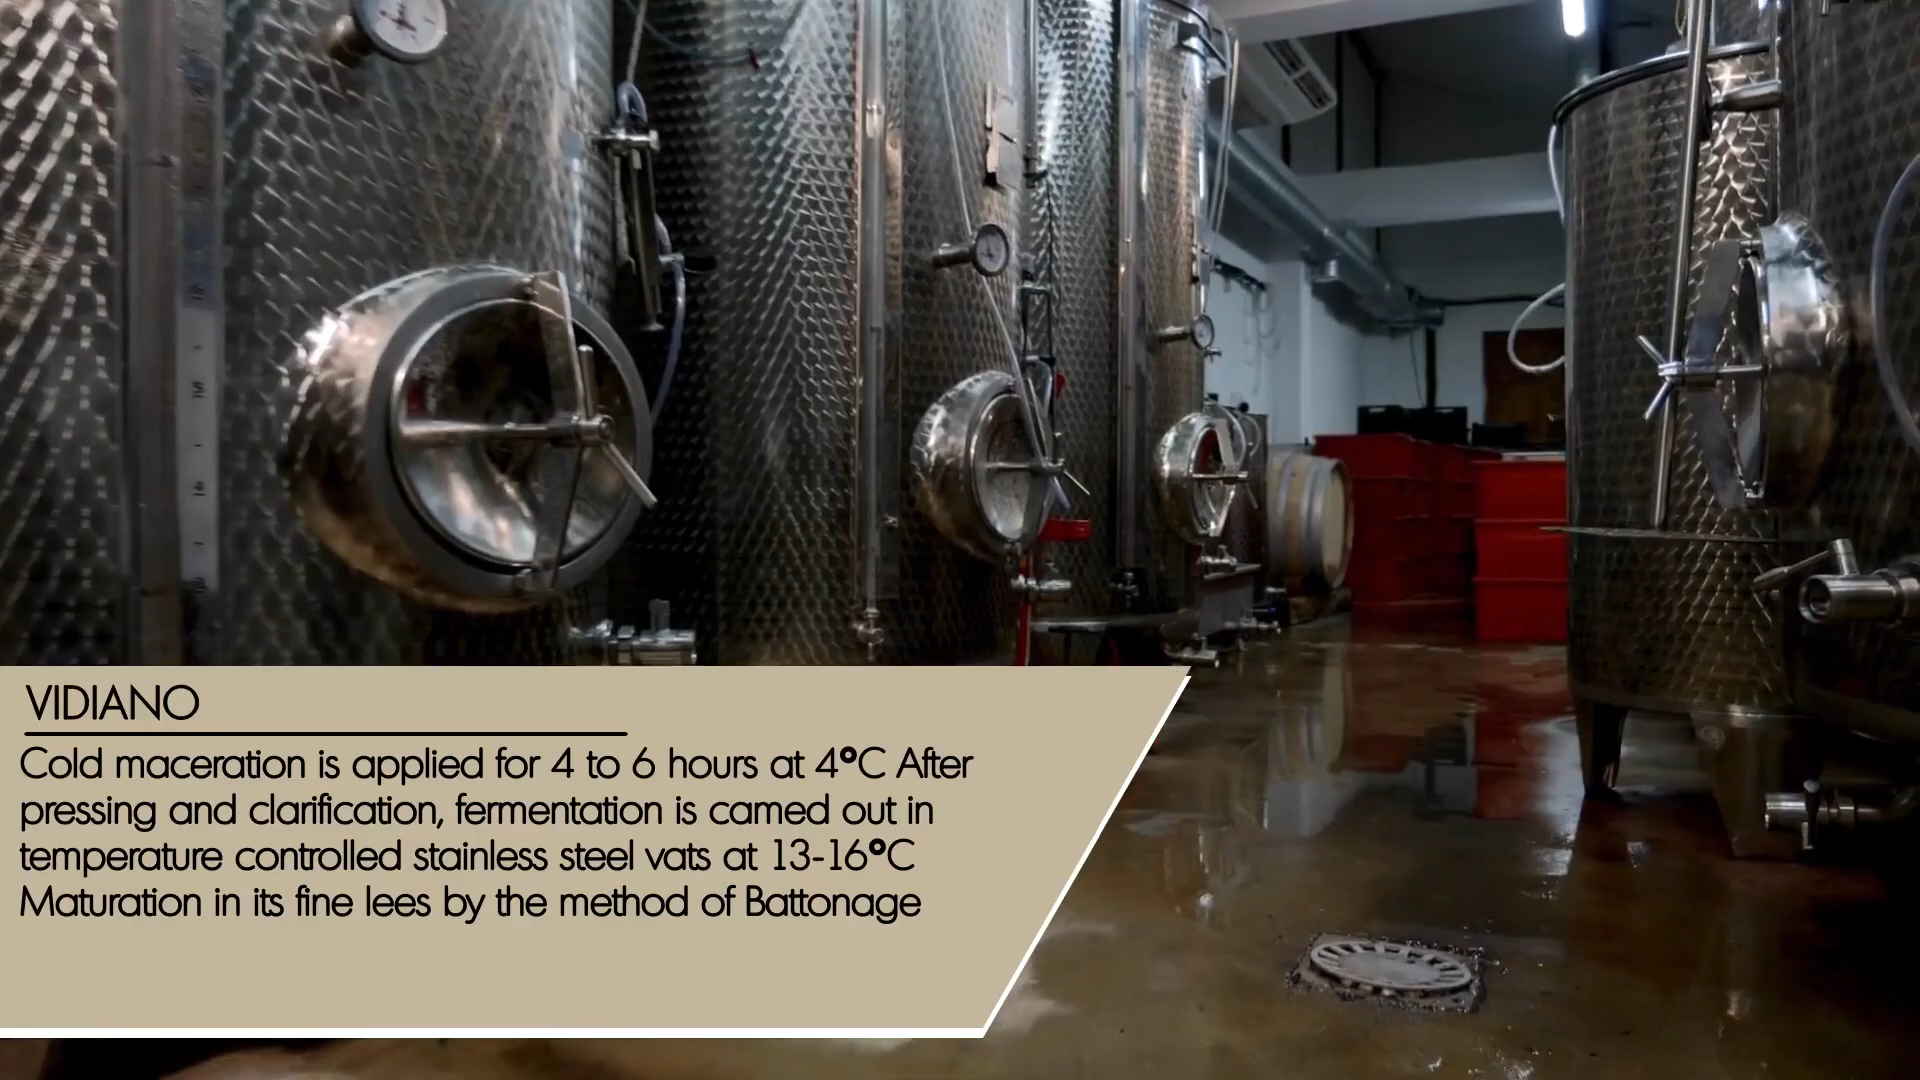 VIDIANO
Cold maceration is applied for 4 to 6 hours at 4°C After
pressing and clarification, fermentation is camed out in
temperature controlled stainless steel vats at 13-16°C
Maturation in its fine lees by the method of Battonage